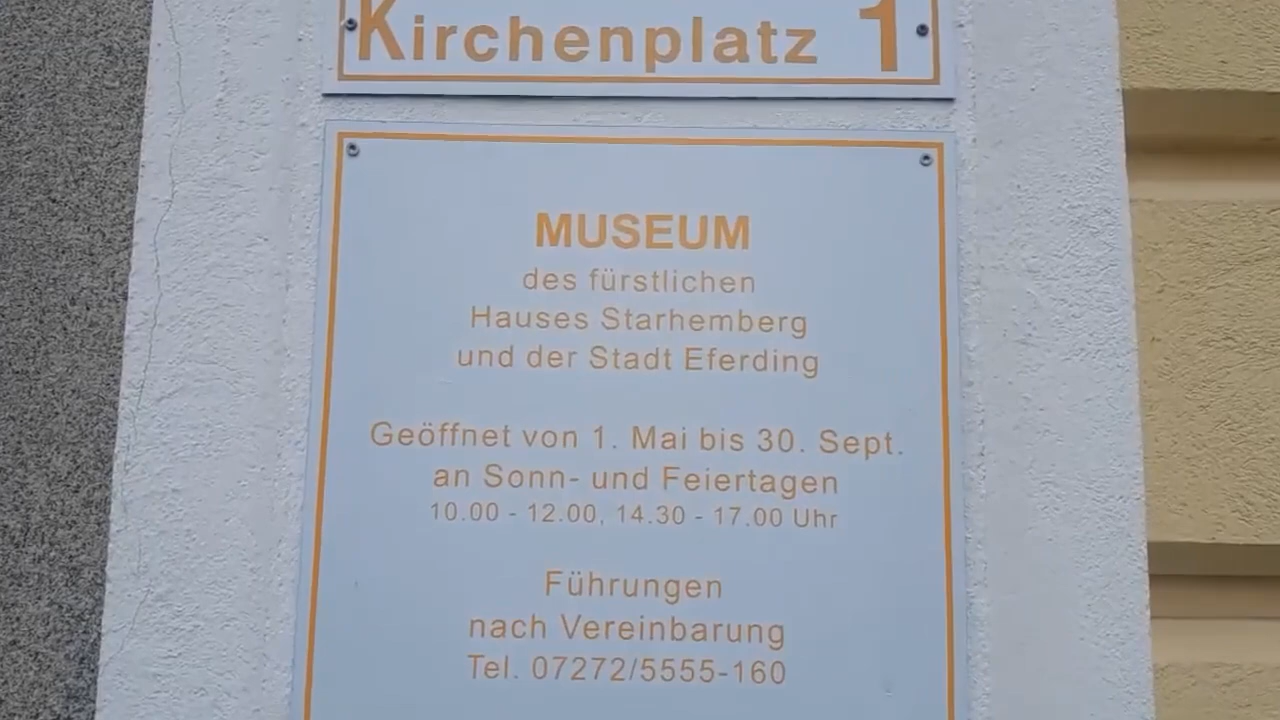 Kirchenplatz 1
MUSEUM
des fürstlichen
Hauses Starhemberg
und der Stadt Eferding
Geöffnet von 1. Mai bis 30. Sept.
an Sonn- und Feiertagen
10.00 - 12.00, 14.30 - 17.00 Uhr
Führungen
nach Vereinbarung
Tel. 07272/5555-160